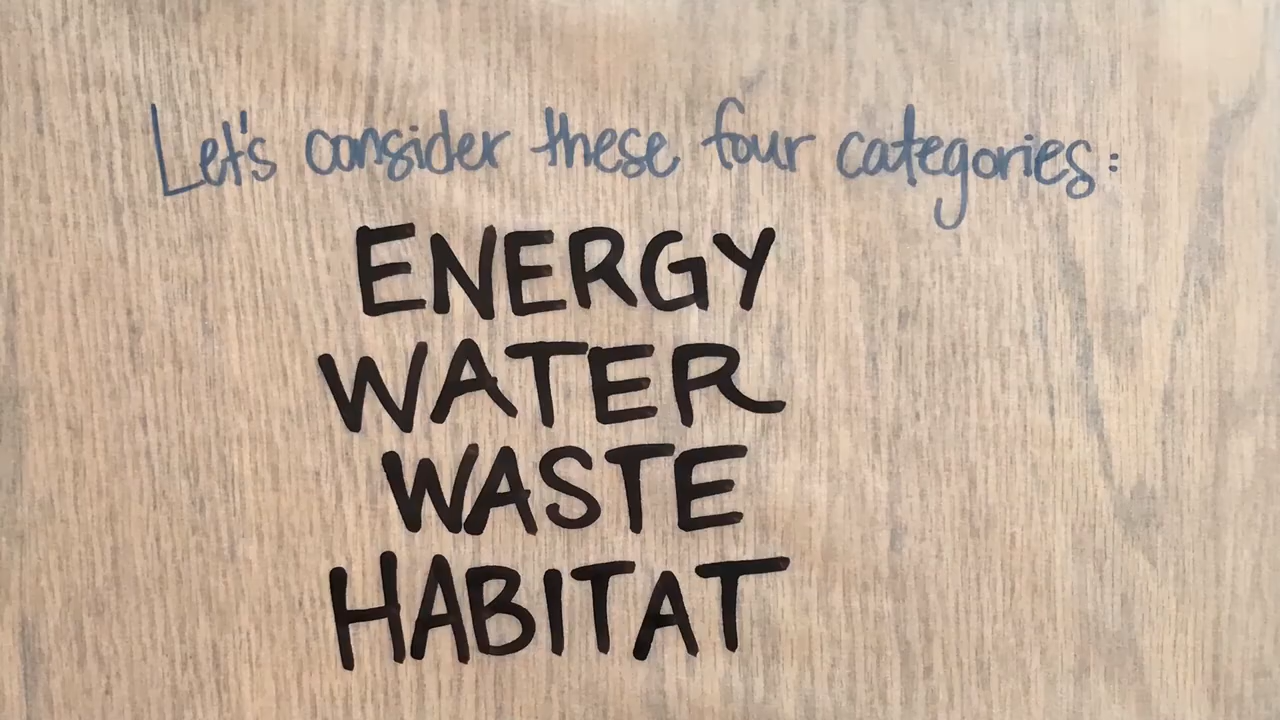 Let's consider these four categories:
ENERGY
WATER
WASTE
HABITAT